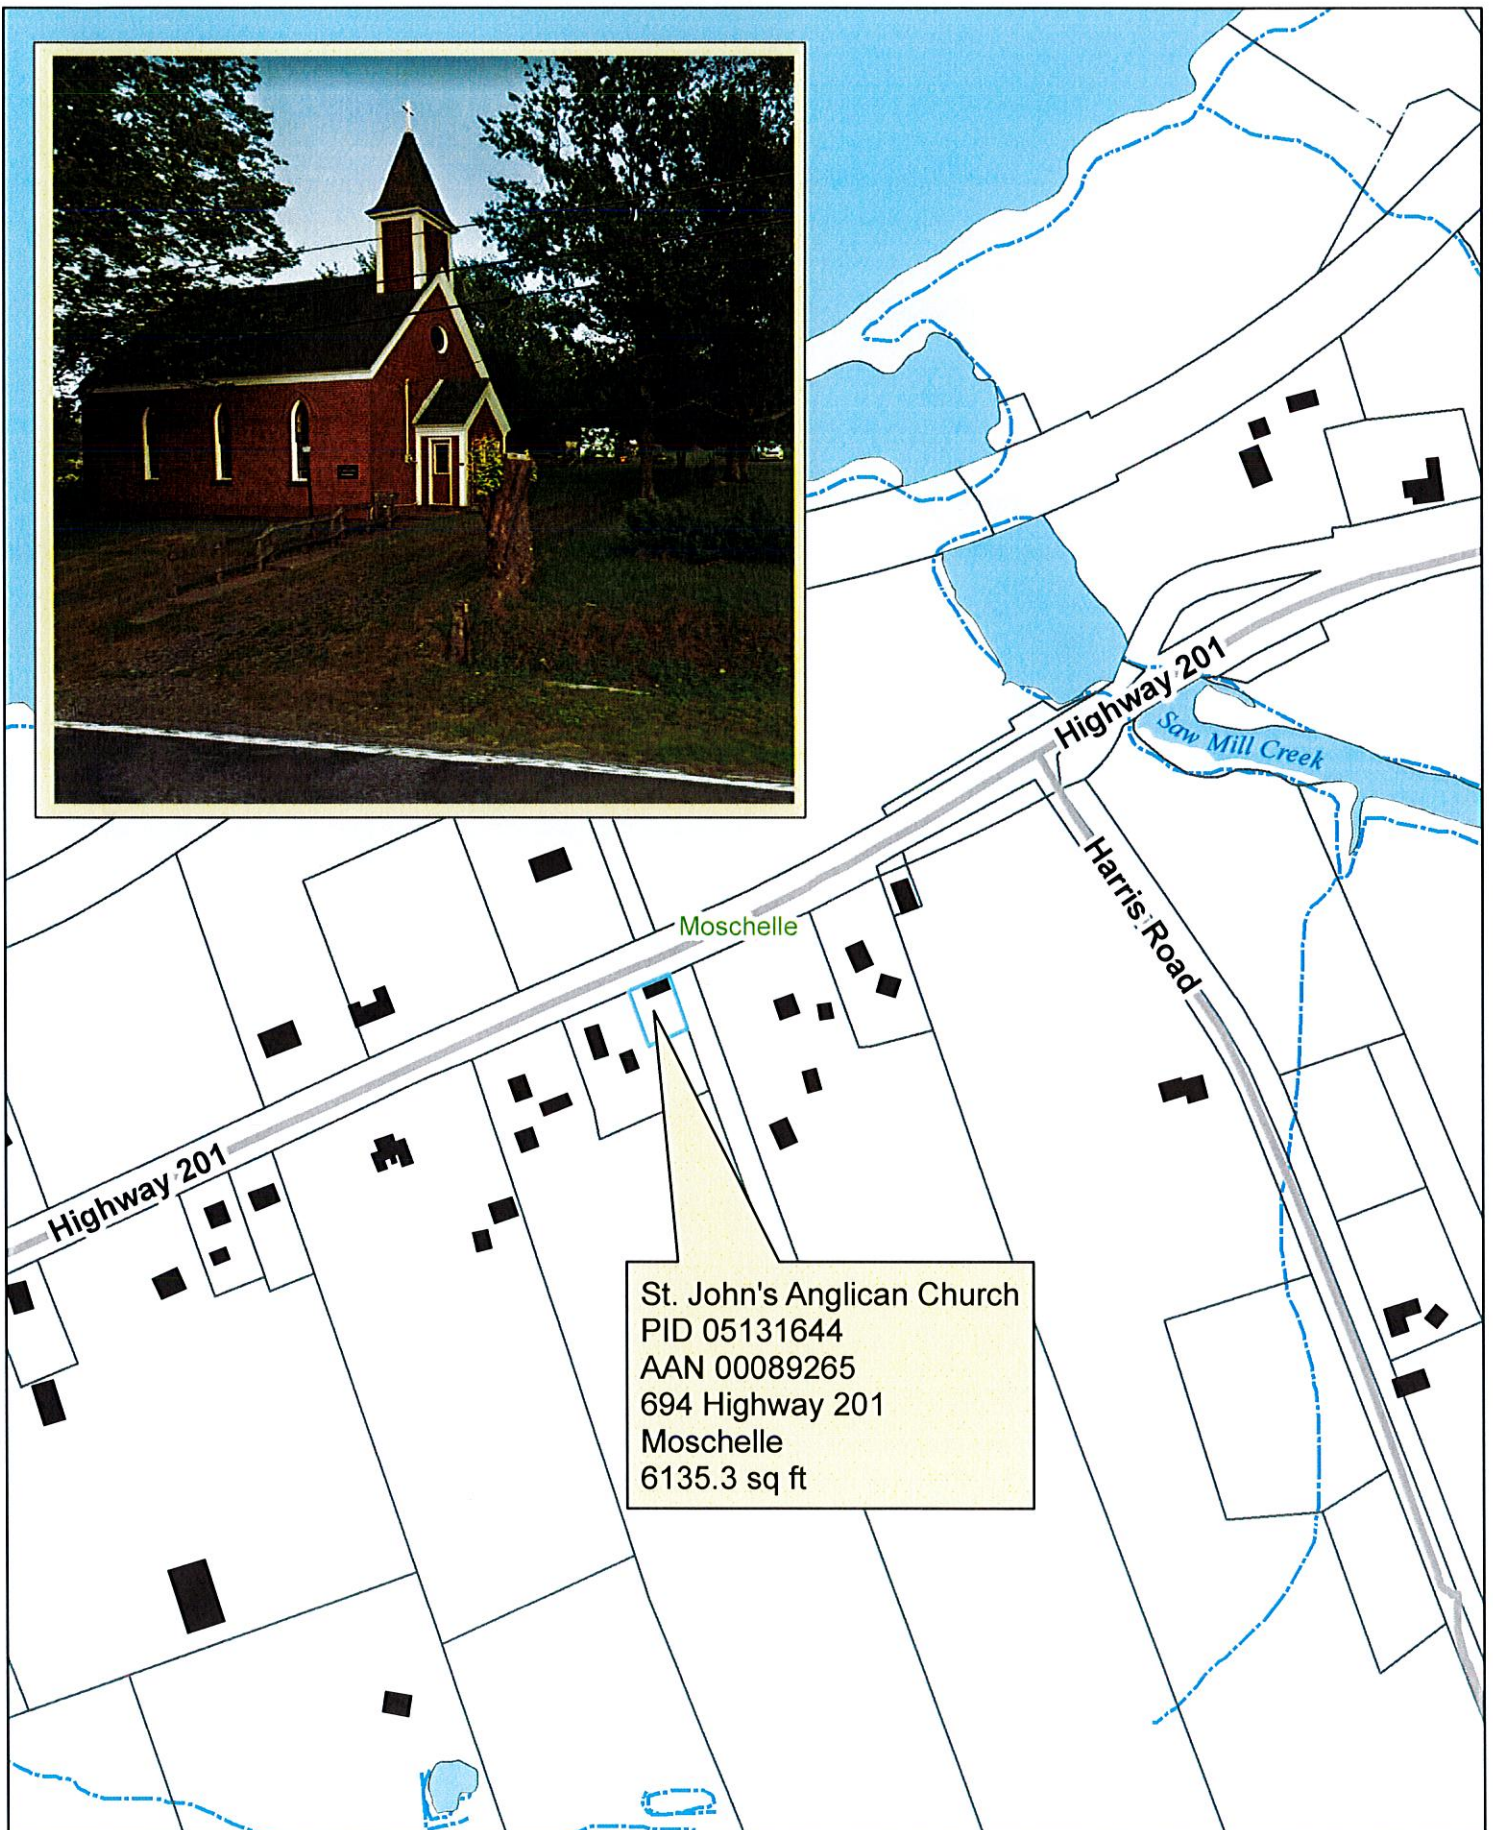 Highway 201
Saw Mill Creek
Harris Road
Moschelle
Highway 201
St. John's Anglican Church
PID 05131644
AAN 00089265
694 Highway 201
Moschelle
6135.3 sq ft